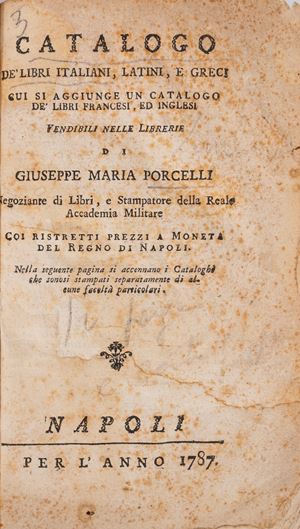 3
CATALOGO
DE' LIBRI ITALIANI, LATINI, E GRECI
CUI SI AGGIUNGE UN CATALOGO
DE' LIBRI FRANCESI, ED INGLESI
VENDIBILI NELLE LIBRERIE
DI
GIUSEPPE MARIA PORCELLI
Negoziante di Libri, e Stampatore della Reale
Accademia Militare
COI RISTRETTI PREZZI A MONETA
DEL REGNO DI NAPOLI.
Nella seguente pagina si accennano i Cataloghi
che sonosi stampati separatamente di al-
cune facoltà particolari.
NAPOLI
PER L'ANNO 1787.